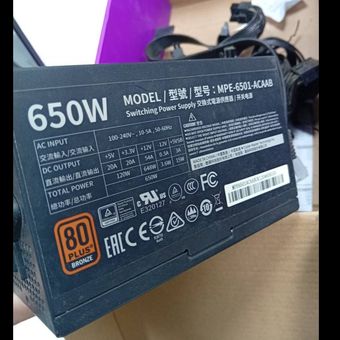 650W
MODEL / 型號 / 型号 : MPE-6501-ACAAB
Switching Power Supply 交換式電源供應器 / 开关电源
AC INPUT
交流輸入 / 交流输入
100-240V~, 10-5A, 50-60Hz
DC OUTPUT
直流輸出 / 直流输出
+5V +3.3V +12V -12V +5VSB
20A 20A 54A 0.3A 3A
TOTAL POWER
總功率 / 总功率
120W 648W 3.6W 15W
650W
80
PLUS
BRONZE
EAC
E320127
10